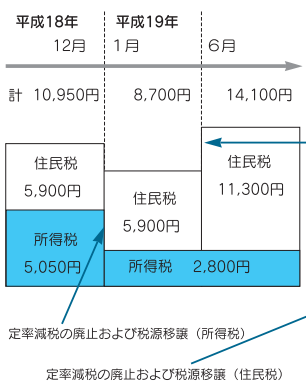 平成18年 平成19年
12月 1月 6月
計 10,950円 8,700円 14,100円
住民税
5,900円
住民税
5,900円
住民税
11,300円
所得税
5,050円
所得税 2,800円
定率減税の廃止および税源移譲（所得税）
定率減税の廃止および税源移譲（住民税）